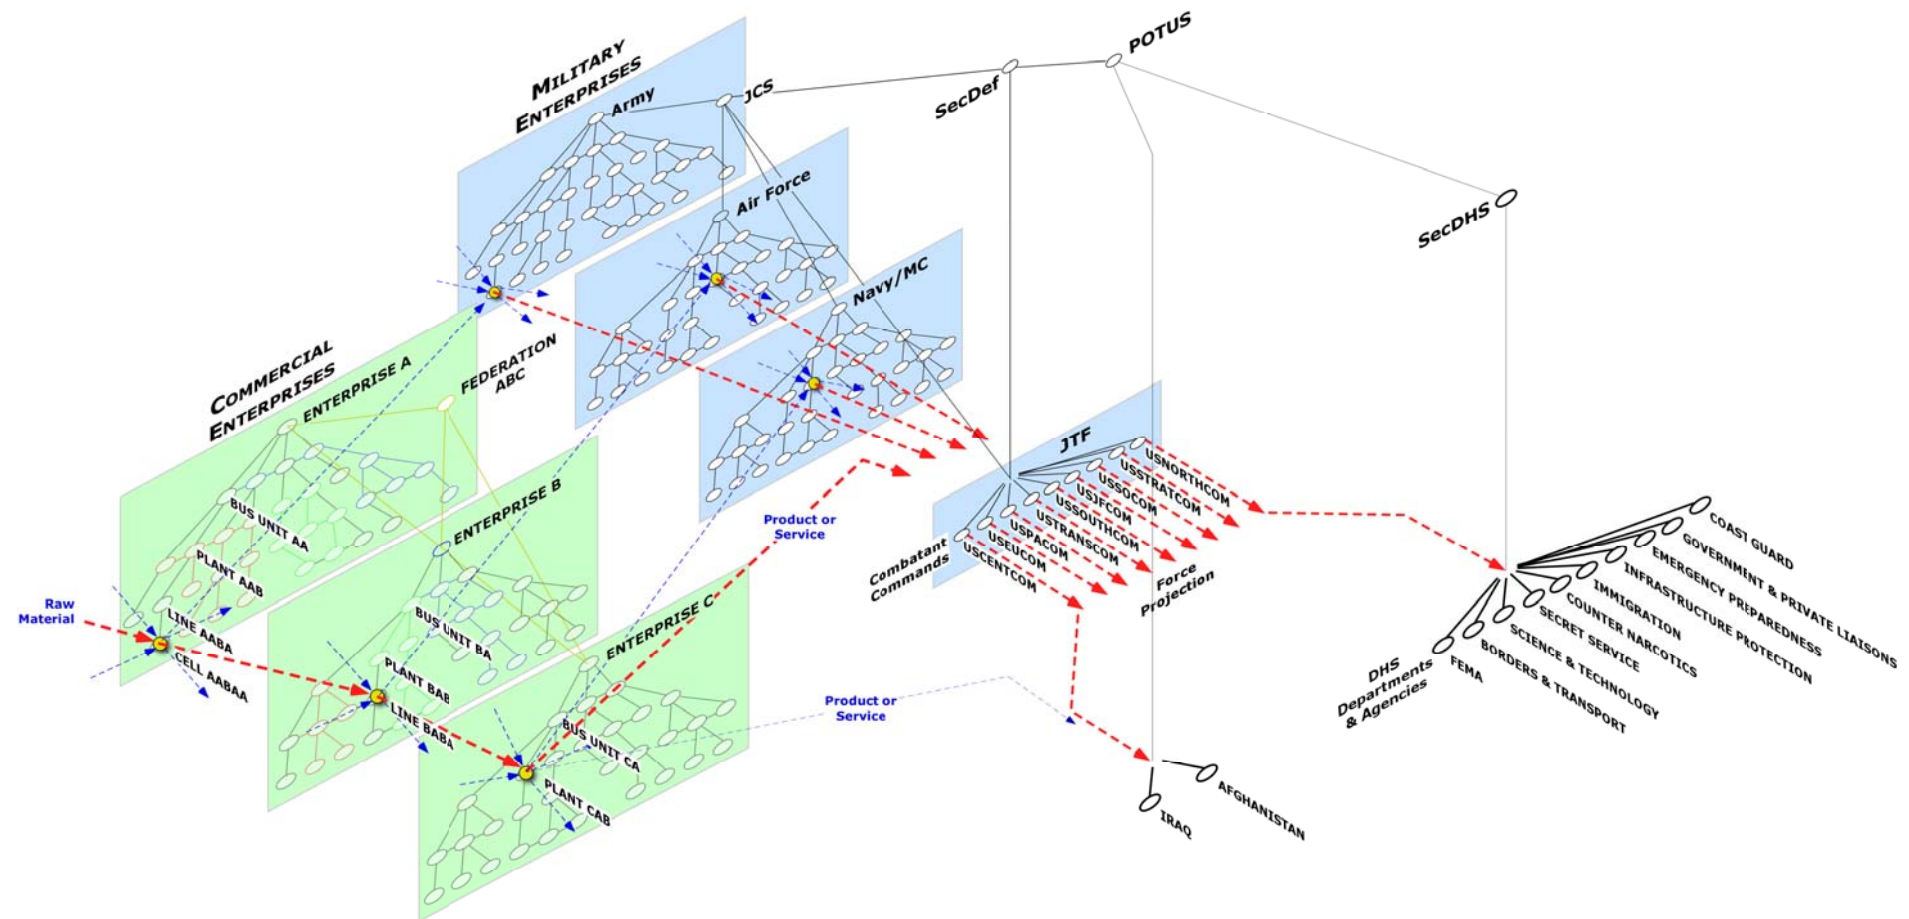 POTUS
MILITARY
ENTERPRISES
Army
JCS
SecDef
Air Force
SecDHS
Navy/MC
COMMERCIAL
ENTERPRISES
ENTERPRISE A
FEDERATION
ABC
ENTERPRISE B
ENTERPRISE C
BUS UNIT AA
PLANT AAB
LINE AABA
CELL AABAA
Raw
Material
BUS UNIT BA
PLANT BAB
LINE BABA
BUS UNIT CA
PLANT CAB
Product or
Service
Product or
Service
JTF
USNORTHCOM
USSTRATCOM
USSOCOM
USJFCOM
USSOUTHCOM
USTRANSCOM
USPACOM
USEUCOM
USCENTCOM
Combatant
Commands
Force
Projection
IRAQ
AFGHANISTAN
COAST GUARD
GOVERNMENT & PRIVATE LIAISONS
EMERGENCY PREPAREDNESS
INFRASTRUCTURE PROTECTION
IMMIGRATION
COUNTER NARCOTICS
SECRET SERVICE
SCIENCE & TECHNOLOGY
BORDERS & TRANSPORT
FEMA
DHS
Departments
& Agencies